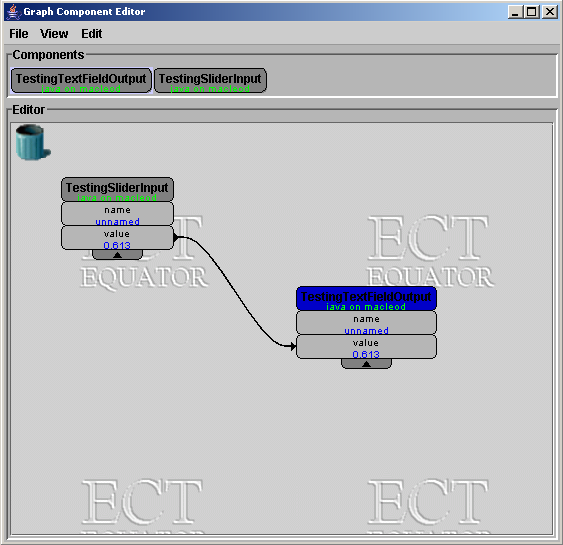 Graph Component Editor
File View Edit
Components
TestingTextFieldOutput TestingSliderInput
java on macleod java on macleod
Editor
TestingSliderInput
java on macleod
name
unnamed
value
0.613
ECT
EQUATOR
ECT
EQUATOR
TestingTextFieldOutput
java on macleod
name
unnamed
value
0.613
ECT
EQUATOR
ECT
EQUATOR